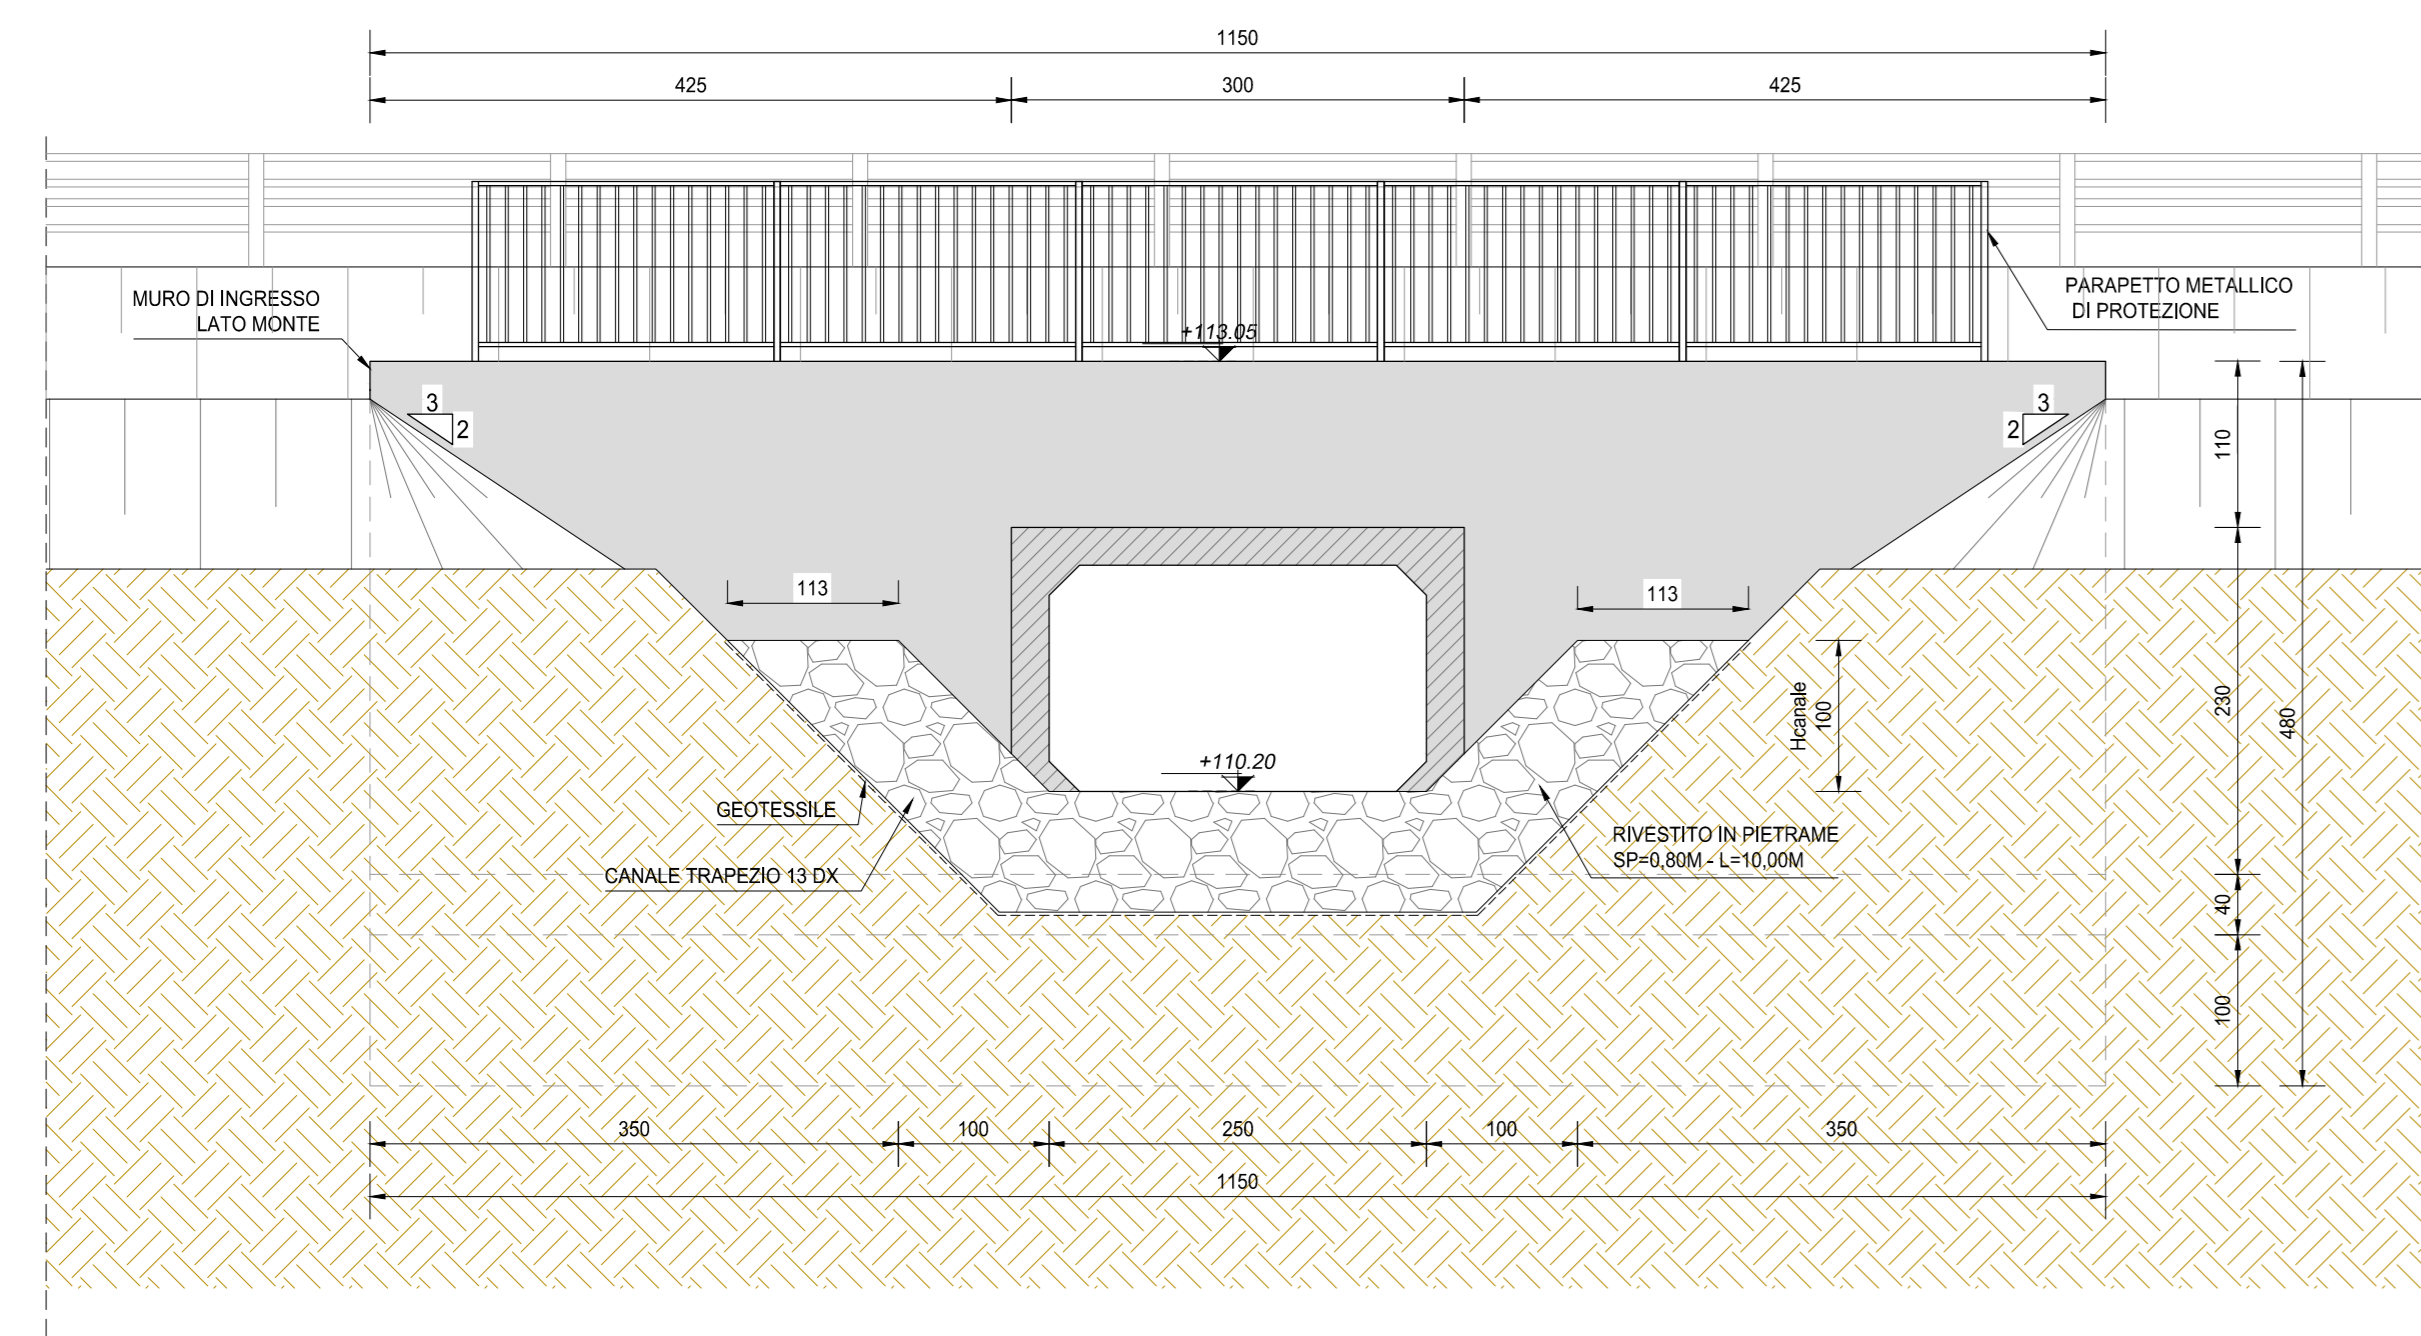 1150
425
300
425
MURO DI INGRESSO
LATO MONTE
PARAPETTO METALLICO
DI PROTEZIONE
+113.05
3
2
3
2
110
113
113
Hcanale
100
230
480
+110.20
GEOTESSILE
CANALE TRAPEZIO 13 DX
RIVESTITO IN PIETRAME
SP=0,80M - L=10,00M
40
100
350
100
250
100
350
1150